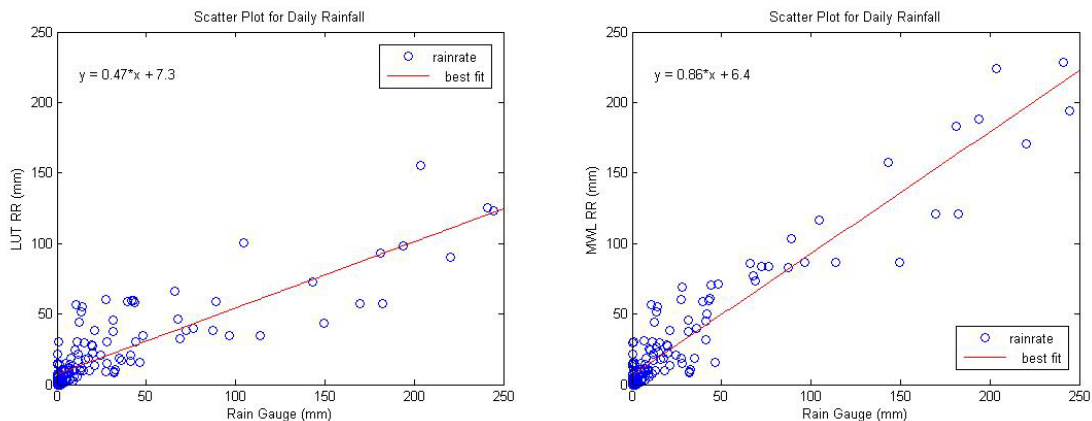 Scatter Plot for Daily Rainfall
250
200
150
100
50
0
y = 0.47*x + 7.3
rainrate
best fit
LUT RR (mm)
0 50 100 150 200 250
Rain Gauge (mm)
Scatter Plot for Daily Rainfall
250
200
150
100
50
0
y = 0.86*x + 6.4
MWL RR (mm)
rainrate
best fit
0 50 100 150 200 250
Rain Gauge (mm)